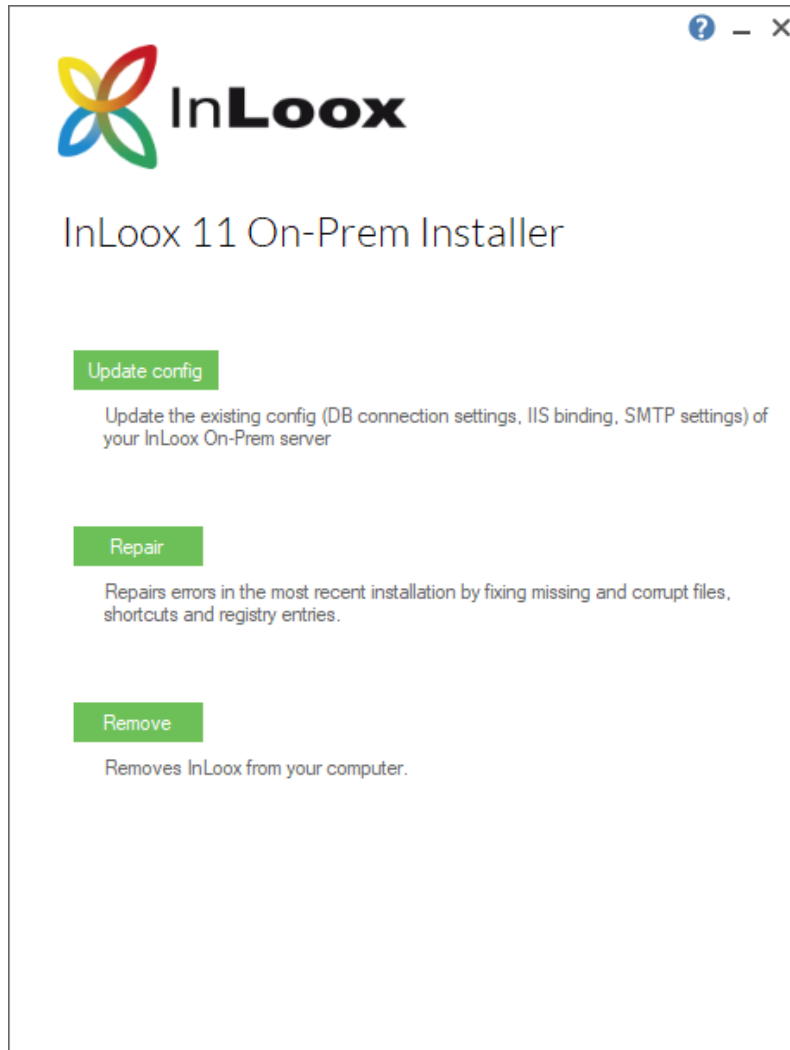 InLoox
InLoox 11 On-Prem Installer
Update config
Update the existing config (DB connection settings, IIS binding, SMTP settings) of
your InLoox On-Prem server
Repair
Repairs errors in the most recent installation by fixing missing and corrupt files,
shortcuts and registry entries.
Remove
Removes InLoox from your computer.